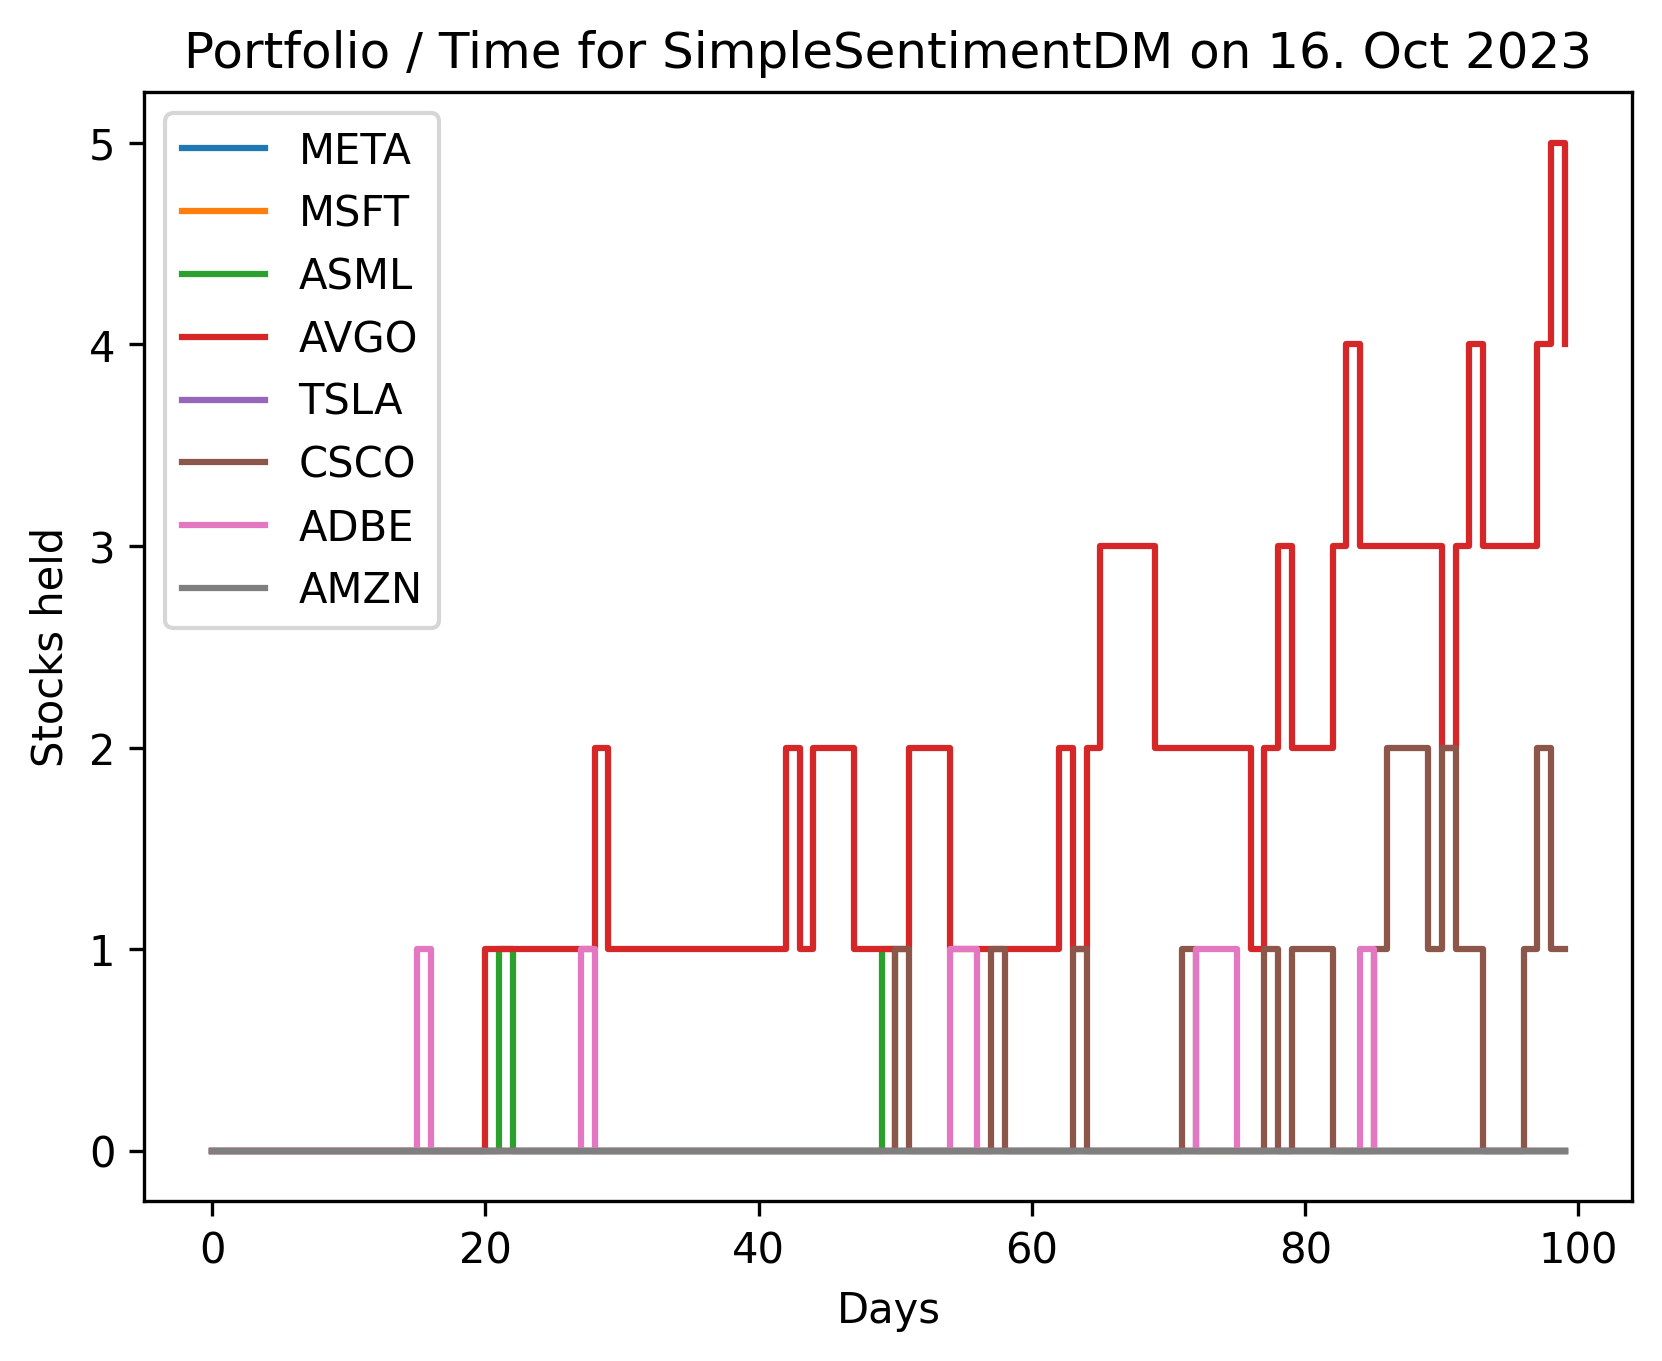 Portfolio / Time for SimpleSentimentDM on 16. Oct 2023
META
MSFT
ASML
AVGO
TSLA
CSCO
ADBE
AMZN
5
4
3
2
1
0
Stocks held
0 20 40 60 80 100
Days